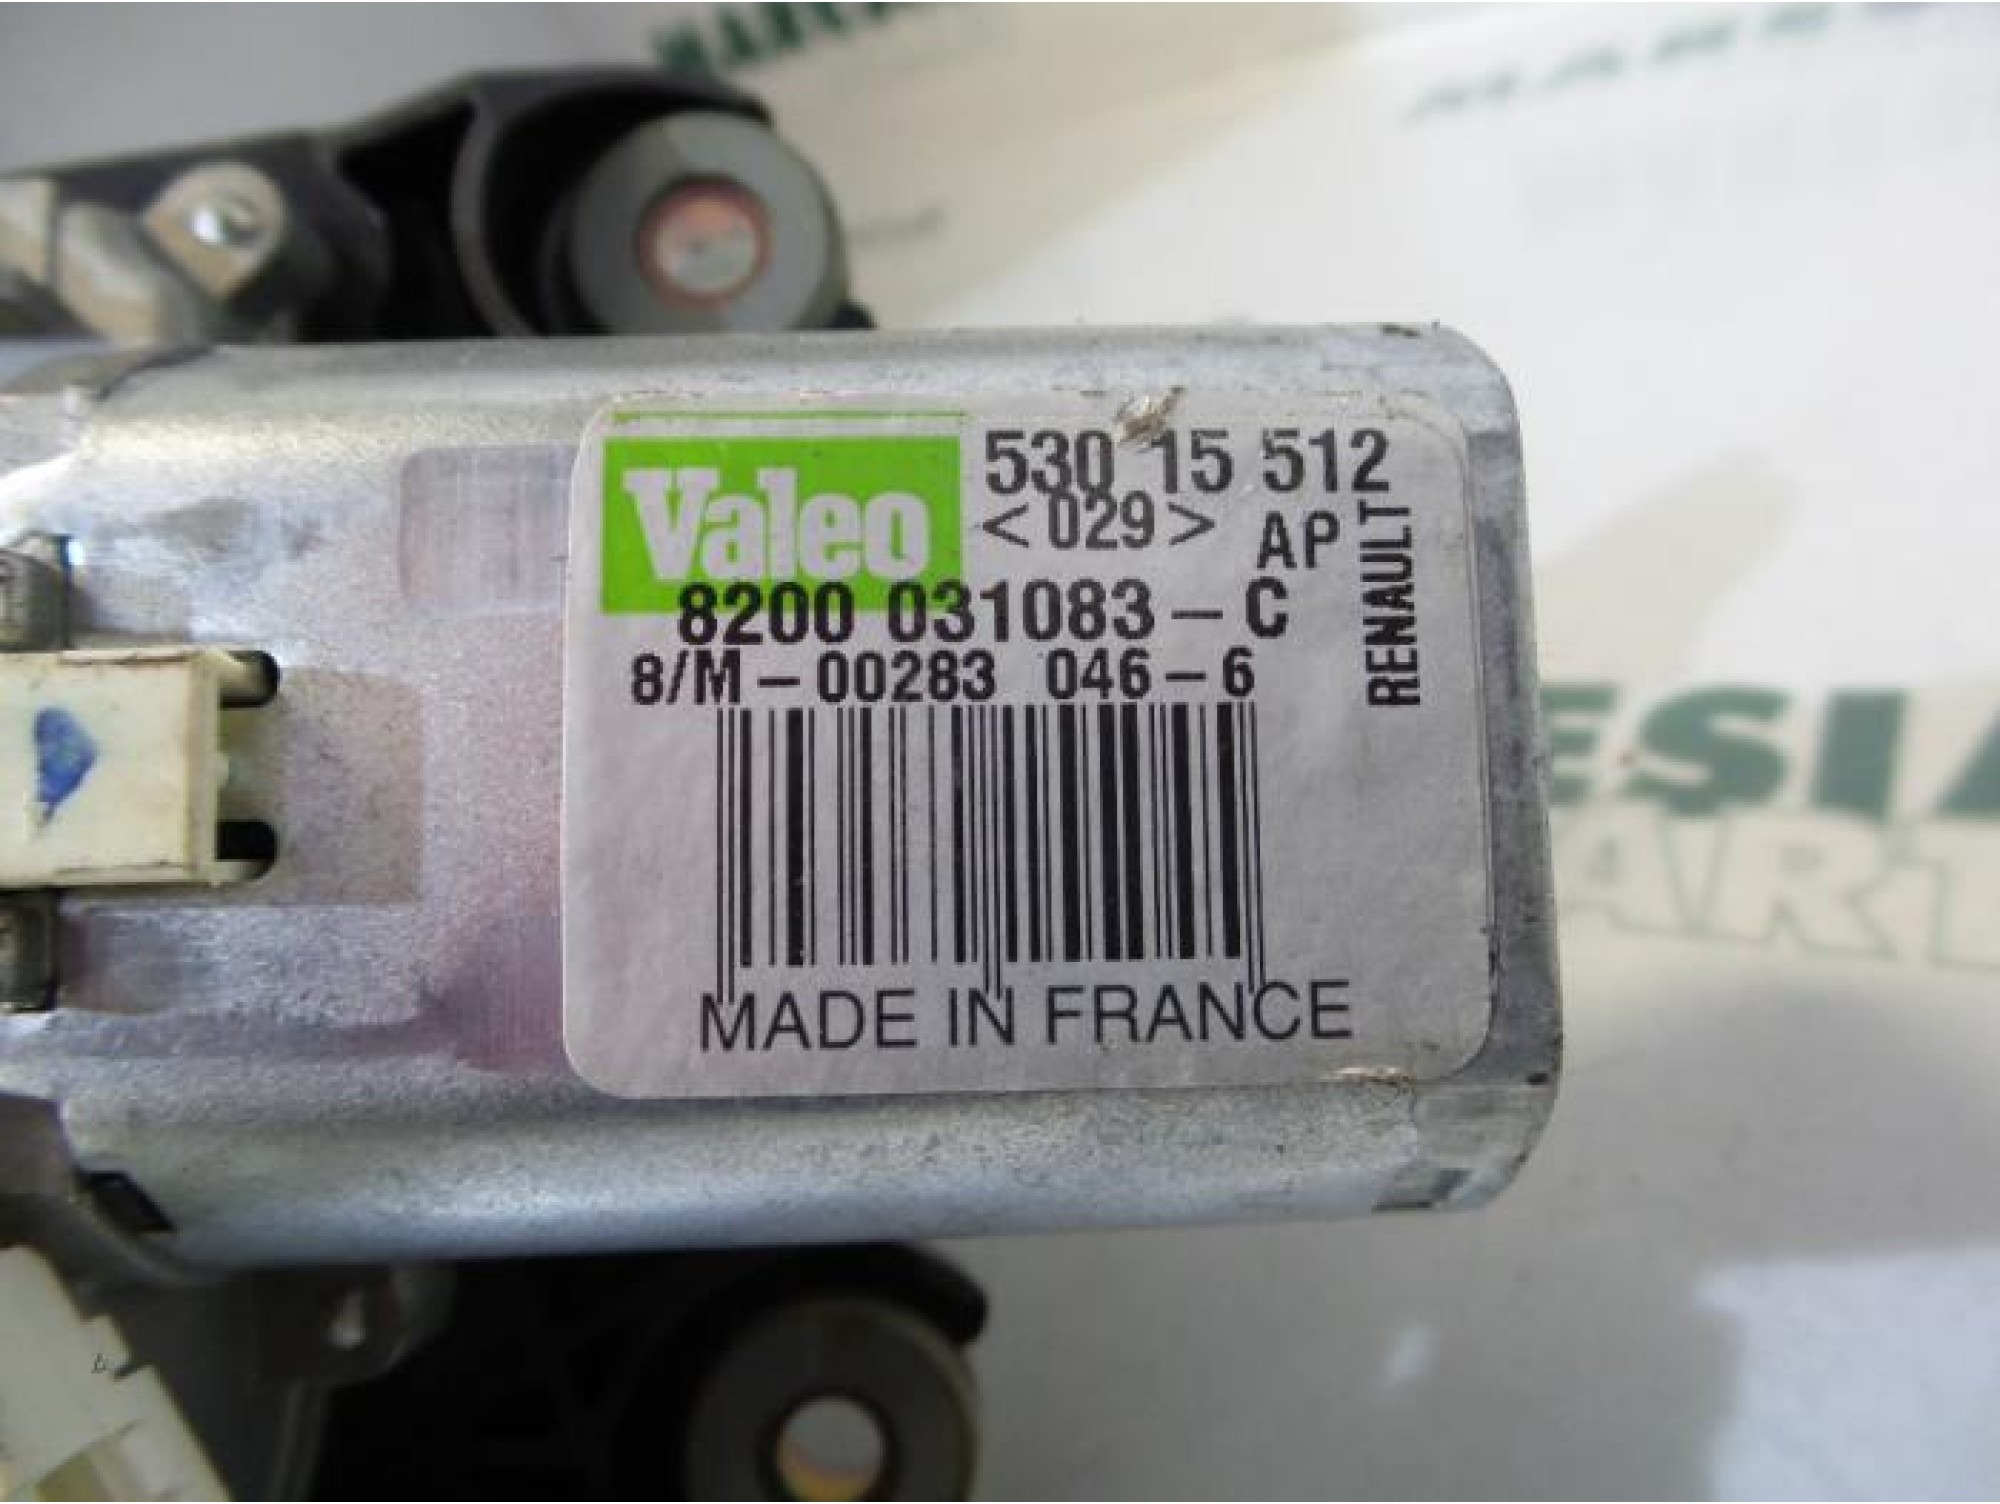 Valeo
530 15 512
<029> AP
RENAULT
8200 031083-C
8/M-00283 046-6
MADE IN FRANCE